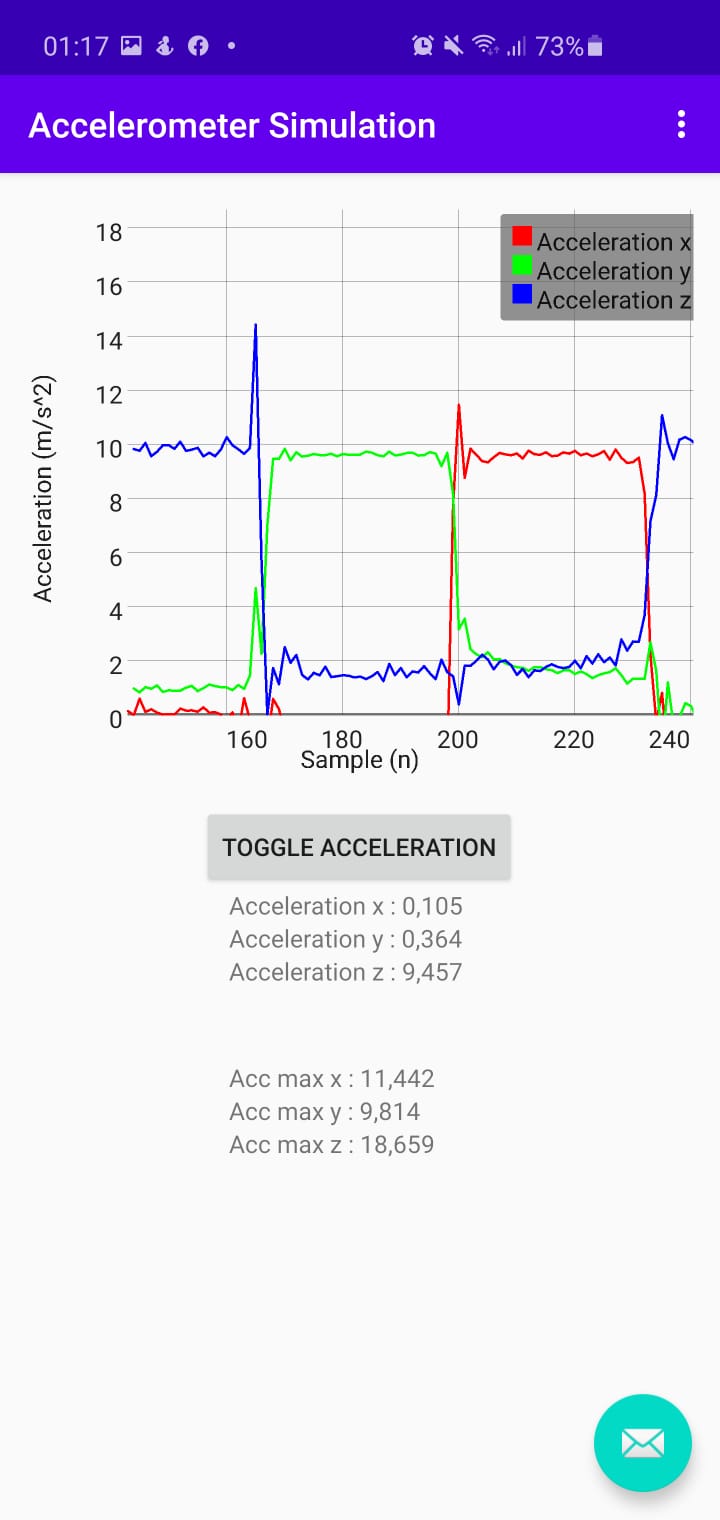 01:17 73%
Accelerometer Simulation
18
16
14
12
10
8
6
4
2
0
Acceleration (m/s^2)
Acceleration x
Acceleration y
Acceleration z
160 180 200 220 240
Sample (n)
TOGGLE ACCELERATION
Acceleration x : 0,105
Acceleration y : 0,364
Acceleration z : 9,457
Acc max x : 11,442
Acc max y : 9,814
Acc max z : 18,659